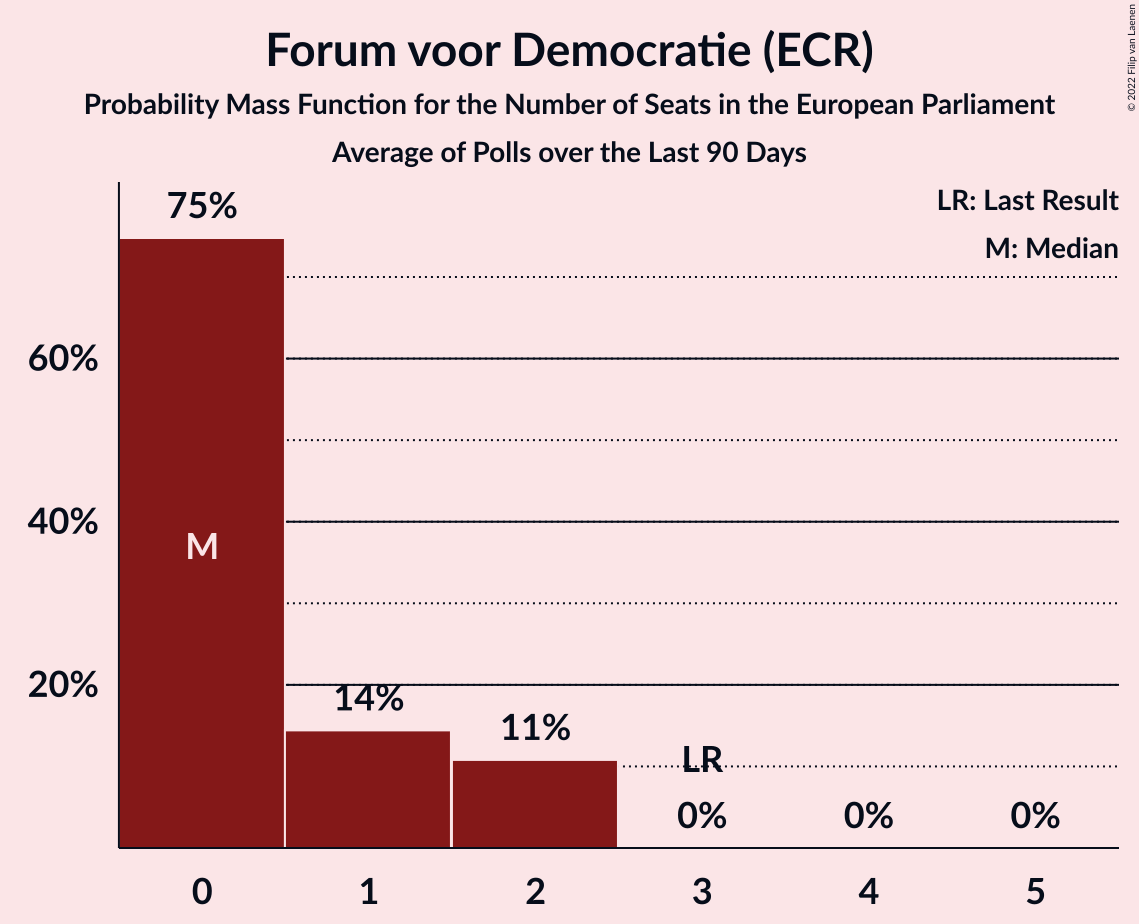 Forum voor Democratie (ECR)
Probability Mass Function for the Number of Seats in the European Parliament
Average of Polls over the Last 90 Days
© 2022 Filip van Laenen
LR: Last Result
M: Median
75%
60%
40%
M
20%
14%
11%
LR
0%
0%
0%
0 1 2 3 4 5